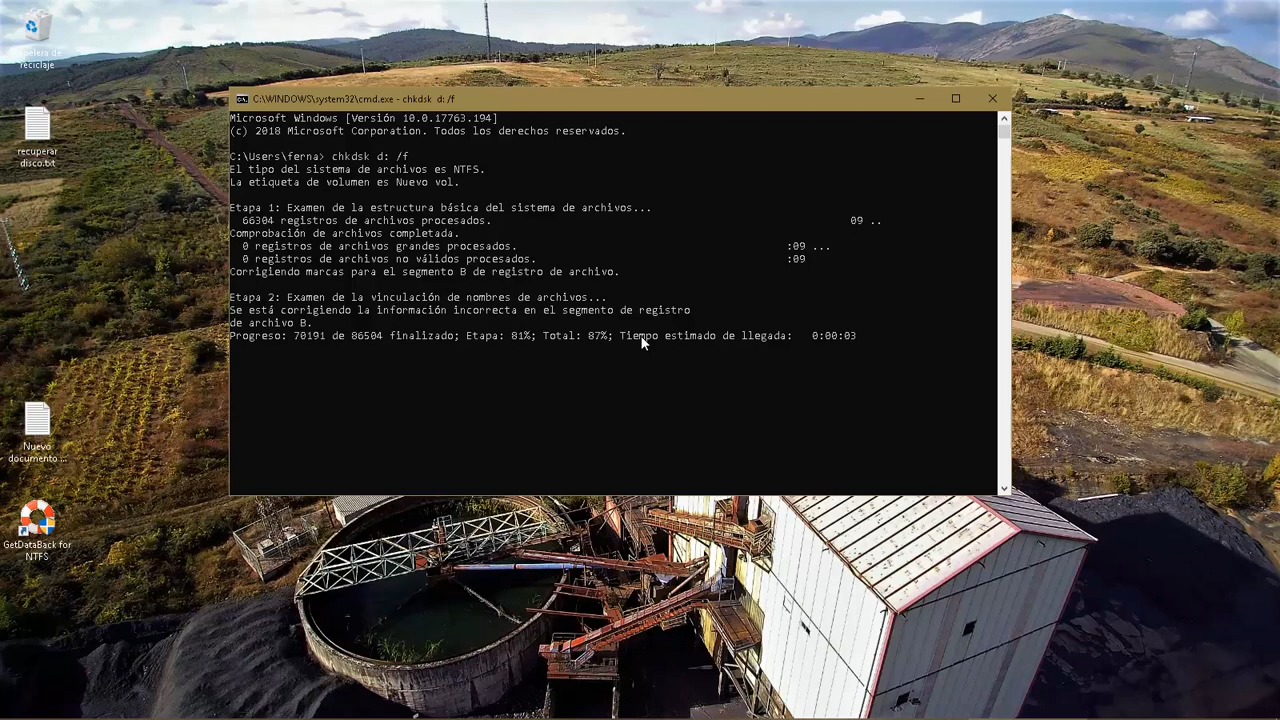 reciclaje
recuperar
disco.txt
Nuevo
documento ...
GetDataBack for
NTFS
C:\WINDOWS\system32\cmd.exe - chkdsk  d: /f
Microsoft Windows [Versión 10.0.17763.194]
(c) 2018 Microsoft Corporation. Todos los derechos reservados.
C:\Users\ferna> chkdsk d: /f
El tipo del sistema de archivos es NTFS.
La etiqueta de volumen es Nuevo vol.
Etapa 1: Examen de la estructura básica del sistema de archivos...
66304 registros de archivos procesados. 09 ..
Comprobación de archivos completada.
0 registros de archivos grandes procesados. :09 ...
0 registros de archivos no válidos procesados. :09
Corrigiendo marcas para el segmento B de registro de archivo.
Etapa 2: Examen de la vinculación de nombres de archivos...
Se está corrigiendo la información incorrecta en el segmento de registro
de archivo B.
Progreso: 70191 de 86504 finalizado; Etapa: 81%; Total: 87%; Tiempo estimado de llegada:   0:00:03